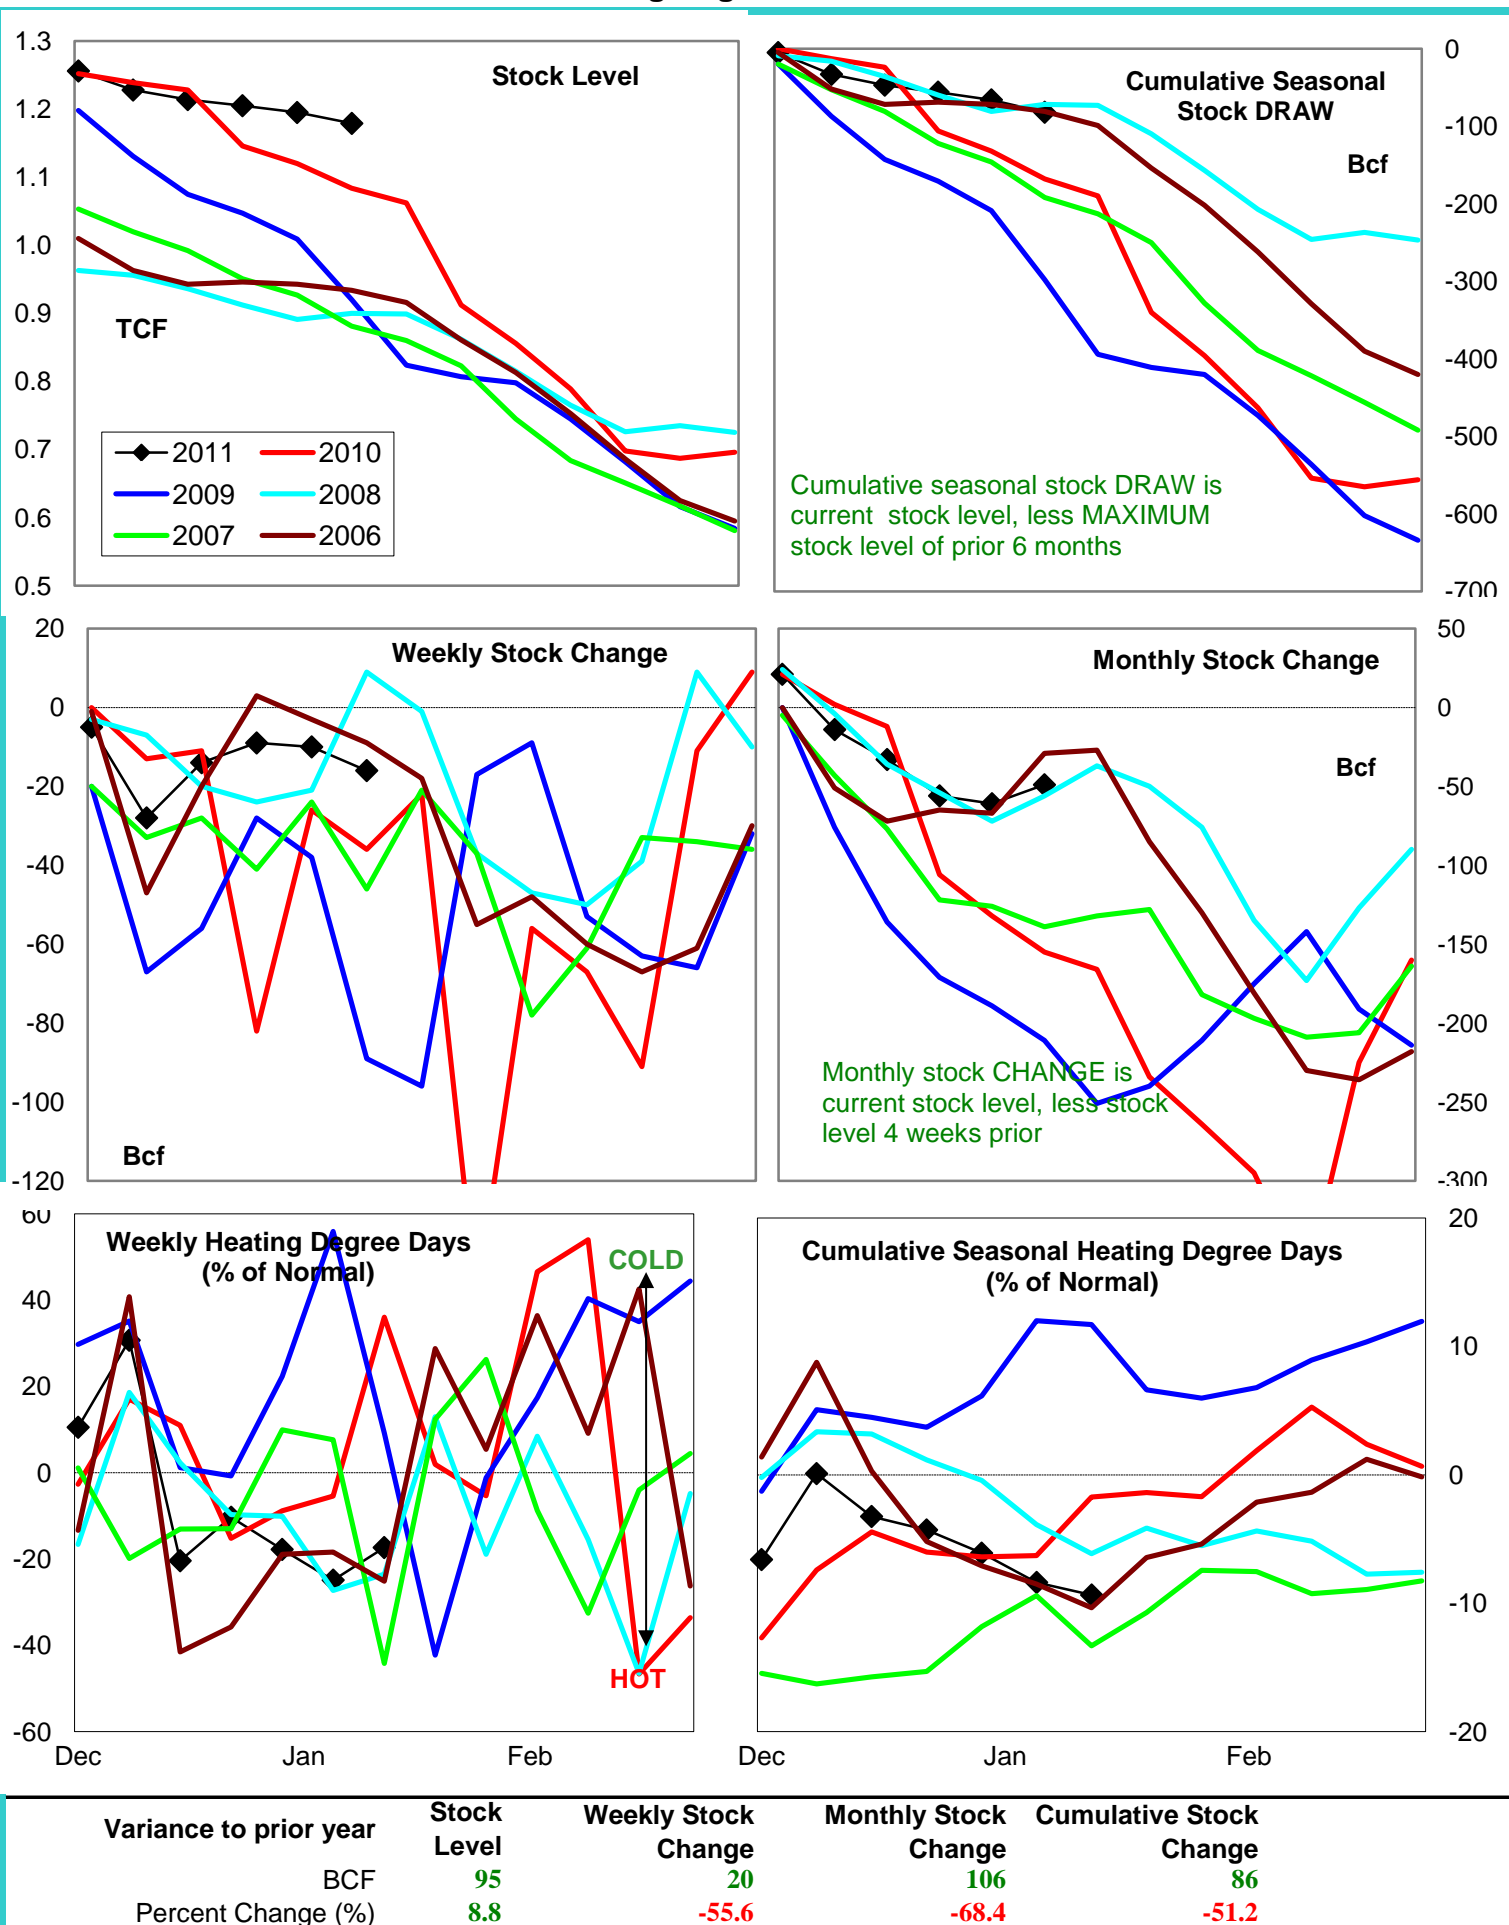 Stock Level
1.3
1.2
1.1
1.0
0.9
0.8
0.7
0.6
0.5
TCF
2011 2010
2009 2008
2007 2006
Cumulative Seasonal
Stock DRAW
Bcf
0
-100
-200
-300
-400
-500
-600
-700
Cumulative seasonal stock DRAW is
current stock level, less MAXIMUM
stock level of prior 6 months
Weekly Stock Change
20
0
-20
-40
-60
-80
-100
-120
Bcf
Monthly Stock Change
Bcf
50
0
-50
-100
-150
-200
-250
-300
Monthly stock CHANGE is
current stock level, less stock
level 4 weeks prior
Weekly Heating Degree Days
(% of Normal)
60
40
20
0
-20
-40
-60
COLD
HOT
Dec Jan Feb
Cumulative Seasonal Heating Degree Days
(% of Normal)
20
10
0
-10
-20
Dec Jan Feb
Variance to prior year Stock Level Weekly Stock Change Monthly Stock Change Cumulative Stock Change
BCF 95 20 106 86
Percent Change (%) 8.8 -55.6 -68.4 -51.2